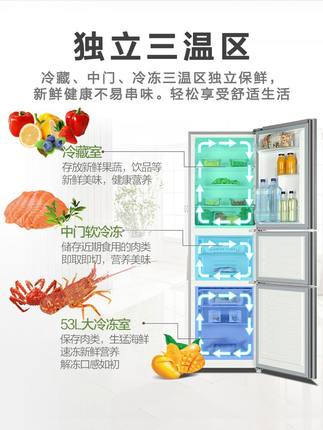 独立三温区
冷藏、中门、冷冻三温区独立保鲜，
新鲜健康不易串味。轻松享受舒适生活
冷藏室
存放新鲜果蔬，饮品等
新鲜美味，健康营养
中门软冷冻
储存近期食用的肉类
即取即切，营养美味
53L大冷冻室
保存肉类，生猛海鲜
速冻新鲜营养
解冻口感如初